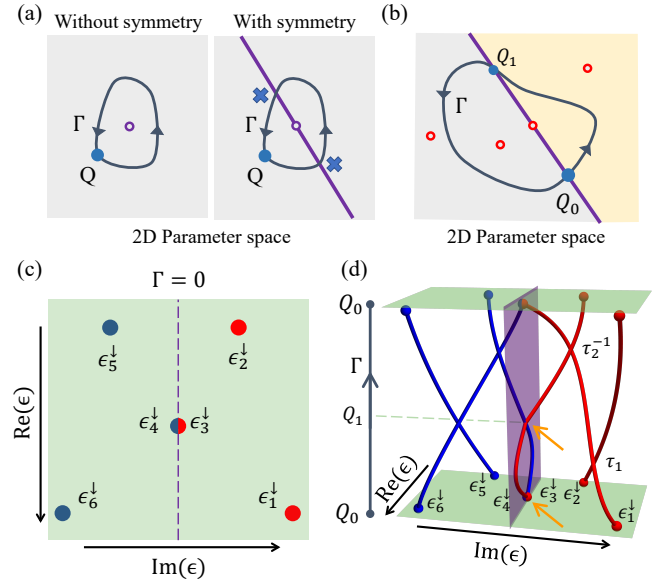 (a)
Without symmetry
With symmetry
Γ
Q
Γ
Q
2D Parameter space
(b)
Q₁
Γ
Q₀
2D Parameter space
(c)
Γ = 0
Re(ϵ)
ϵ₅↓
ϵ₂↓
ϵ₄↓
ϵ₃↓
ϵ₆↓
ϵ₁↓
Im(ϵ)
(d)
Q₀
Γ
Q₁
Q₀
τ₂⁻¹
τ₁
Re(ϵ)
ϵ₆↓
ϵ₅↓
ϵ₄↓
ϵ₃↓
ϵ₂↓
ϵ₁↓
Im(ϵ)